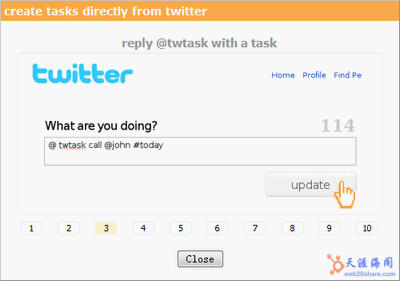 create tasks directly from twitter
reply @twtask with a task
twitter
Home Profile Find Pe
What are you doing? 114
@ twtask call @john #today
update
1 2 3 4 5 6 7 8 9 10
Close
天涯海阁
web20share.com